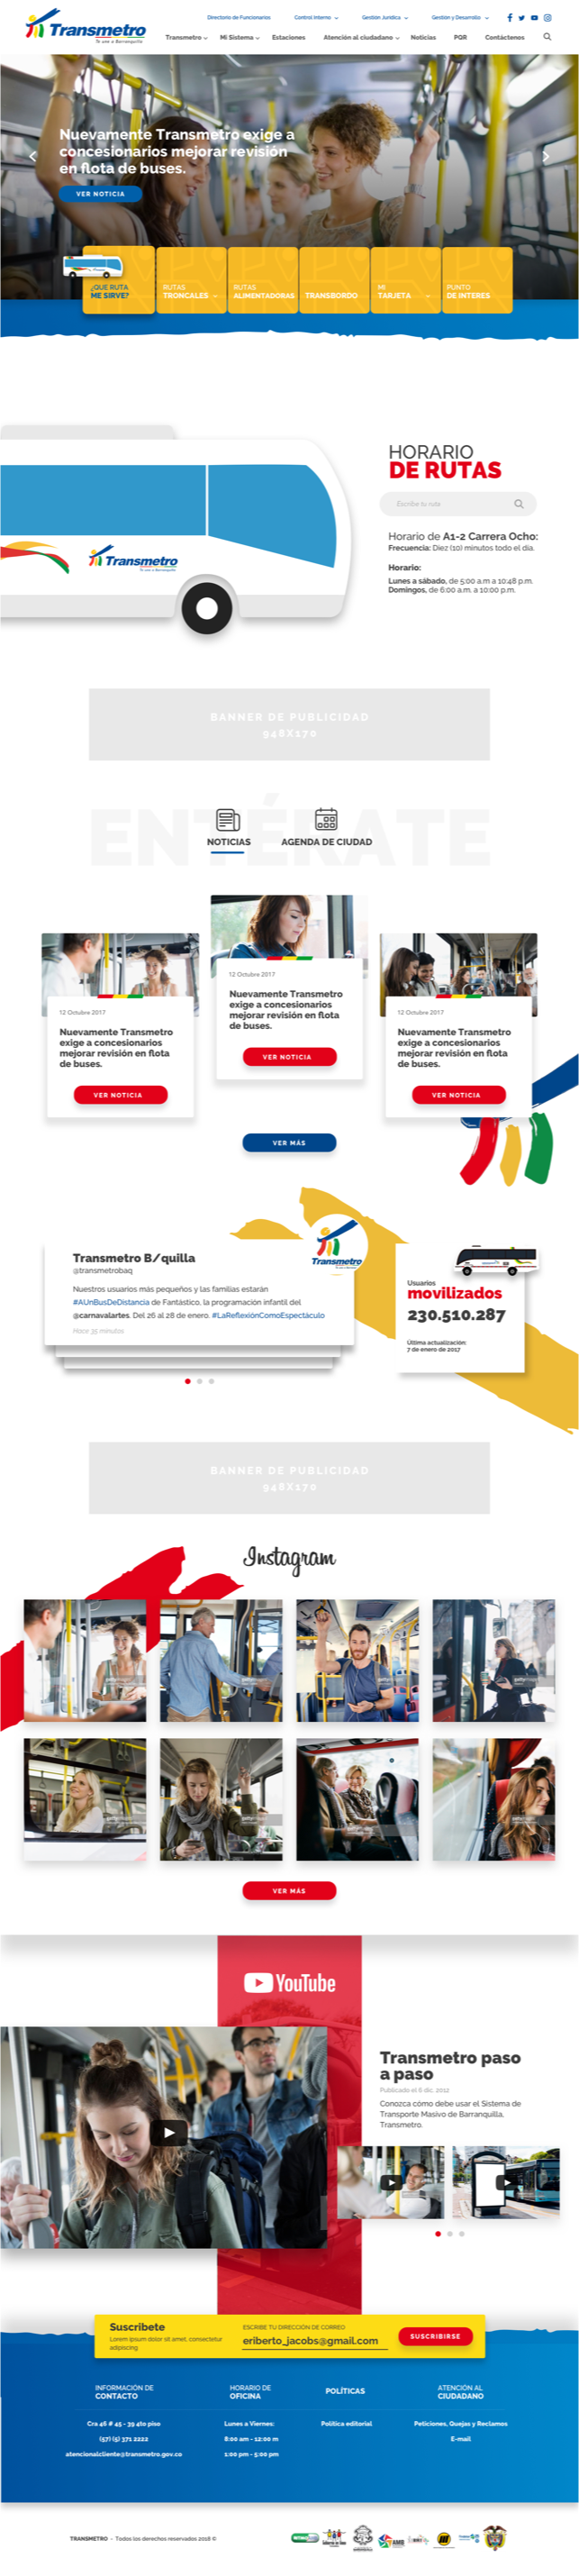 Transmetro
Te une a Barranquilla
Directorio de Funcionarios
Control Interno
Gestión Jurídica
Gestión y Desarrollo
Transmetro
Mi Sistema
Estaciones
Atención al ciudadano
Noticias
PQR
Contáctenos
Nuevamente Transmetro exige a
concesionarios mejorar revisión
en flota de buses.
VER NOTICIA
¿QUÉ RUTA
ME SIRVE?
RUTAS
TRONCALES
RUTAS
ALIMENTADORAS
TRANSBORDO
MI
TARJETA
PUNTO
DE INTERES
HORARIO
DE RUTAS
Escribe tu ruta
Horario de A1-2 Carrera Ocho:
Frecuencia: Diez (10) minutos todo el día.
Horario:
Lunes a sábado, de 5:00 a.m a 10:48 p.m.
Domingos, de 6:00 a.m. a 10:00 p.m.
Transmetro
Te une a Barranquilla
BANNER DE PUBLICIDAD
948X170
ENTÉRATE
NOTICIAS
AGENDA DE CIUDAD
12 Octubre 2017
Nuevamente Transmetro
exige a concesionarios
mejorar revisión en flota
de buses.
VER NOTICIA
12 Octubre 2017
Nuevamente Transmetro
exige a concesionarios
mejorar revisión en flota
de buses.
VER NOTICIA
12 Octubre 2017
Nuevamente Transmetro
exige a concesionarios
mejorar revisión en flota
de buses.
VER NOTICIA
VER MÁS
Transmetro B/quilla
@transmetrobaq
Nuestros usuarios más pequeños y las familias estarán
#AUnBusDeDistancia de Fantástico, la programación infantil del
@carnavalartes. Del 26 al 28 de enero. #LaReflexiónComoEspectáculo
Hace 35 minutos
Transmetro
Usuarios
movilizados
230.510.287
Última actualización:
7 de enero de 2017
BANNER DE PUBLICIDAD
948X170
Instagram
VER MÁS
YouTube
Transmetro paso
a paso
Publicado el 6 dic. 2012
Conozca cómo debe usar el Sistema de
Transporte Masivo de Barranquilla,
Transmetro.
Suscríbete
Lorem ipsum dolor sit amet, consectetur
adipiscing
ESCRIBE TU DIRECCIÓN DE CORREO
eriberto_jacobs@gmail.com
SUSCRIBIRSE
INFORMACIÓN DE
CONTACTO
Cra 46 # 45 - 39 4to piso
(57) (5) 371 2222
atencionalcliente@transmetro.gov.co
HORARIO DE
OFICINA
Lunes a Viernes:
8:00 am - 12:00 m
1:00 pm - 5:00 pm
POLÍTICAS
Política editorial
ATENCIÓN AL
CIUDADANO
Peticiones, Quejas y Reclamos
E-mail
TRANSMETRO - Todos los derechos reservados 2018 ©
AMB